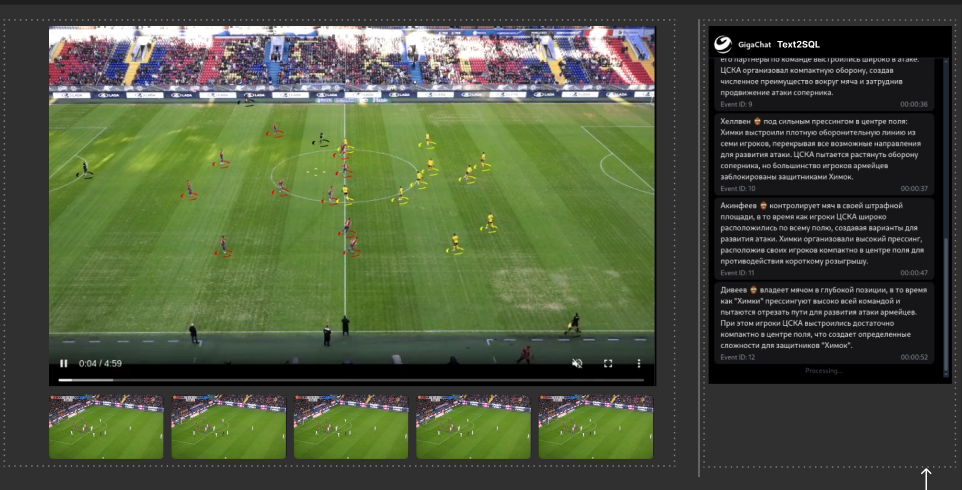 GigaChat Text2SQL
его партнеры по команде выстроились широко в атаке.
ЦСКА организовал компактную оборону, создав
численное преимущество вокруг мяча и затруднив
продвижение атаки соперника.
Event ID: 9 00:00:36
Хеллвен под сильным прессингом в центре поля:
Химки выстроили плотную оборонительную линию из
семи игроков, перекрывая все возможные направления
для развития атаки. ЦСКА пытается растянуть оборону
соперника, но большинство игроков армейцев
заблокированы защитниками Химок.
Event ID: 10 00:00:37
Акинфеев контролирует мяч в своей штрафной
площади, в то время как игроки ЦСКА широко
расположились по всему полю, создавая варианты для
развития атаки. Химки организовали высокий прессинг,
расположив своих игроков компактно в центре поля для
противодействия короткому розыгрышу.
Event ID: 11 00:00:47
Дивеев владеет мячом в глубокой позиции, в то время
как "Химки" прессингуют высоко всей командой и
пытаются отрезать пути для развития атаки армейцев.
При этом игроки ЦСКА выстроились достаточно
компактно в центре поля, что создает определенные
сложности для защитников "Химок".
Event ID: 12 00:00:52
Processing...
0:04 / 4:59